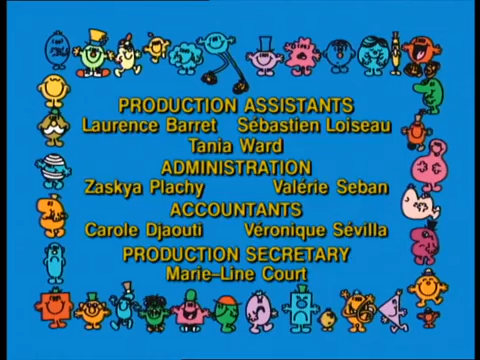 PRODUCTION ASSISTANTS
Laurence Barret Sébastien Loiseau
Tania Ward
ADMINISTRATION
Zaskya Plachy Valérie Seban
ACCOUNTANTS
Carole Djaouti Véronique Sévilla
PRODUCTION SECRETARY
Marie-Line Court